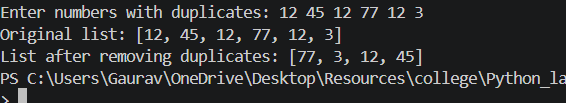 Enter numbers with duplicates: 12 45 12 77 12 3
Original list: [12, 45, 12, 77, 12, 3]
List after removing duplicates: [77, 3, 12, 45]
PS C:\Users\Gaurav\OneDrive\Desktop\Resources\college\Python_la
>